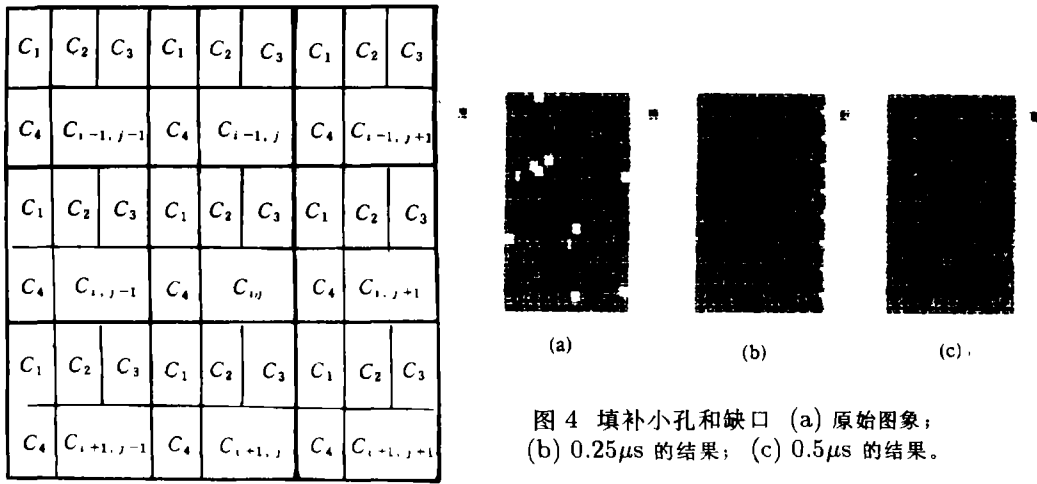 C₁ C₂ C₃ C₁ C₂ C₃ C₁ C₂ C₃
C₄ Cᵢ₋₁, ⱼ₋₁ C₄ Cᵢ₋₁, ⱼ C₄ Cᵢ₋₁, ⱼ₊₁
C₁ C₂ C₃ C₁ C₂ C₃ C₁ C₂ C₃
C₄ Cᵢ, ⱼ₋₁ C₄ Cᵢ,ⱼ C₄ Cᵢ, ⱼ₊₁
C₁ C₂ C₃ C₁ C₂ C₃ C₁ C₂ C₃
C₄ Cᵢ₊₁, ⱼ₋₁ C₄ Cᵢ₊₁, ⱼ C₄ Cᵢ₊₁, ⱼ₊₁
(a) (b) (c)
图 4 填补小孔和缺口 (a) 原始图象;
(b) 0.25μs 的结果; (c) 0.5μs 的结果。